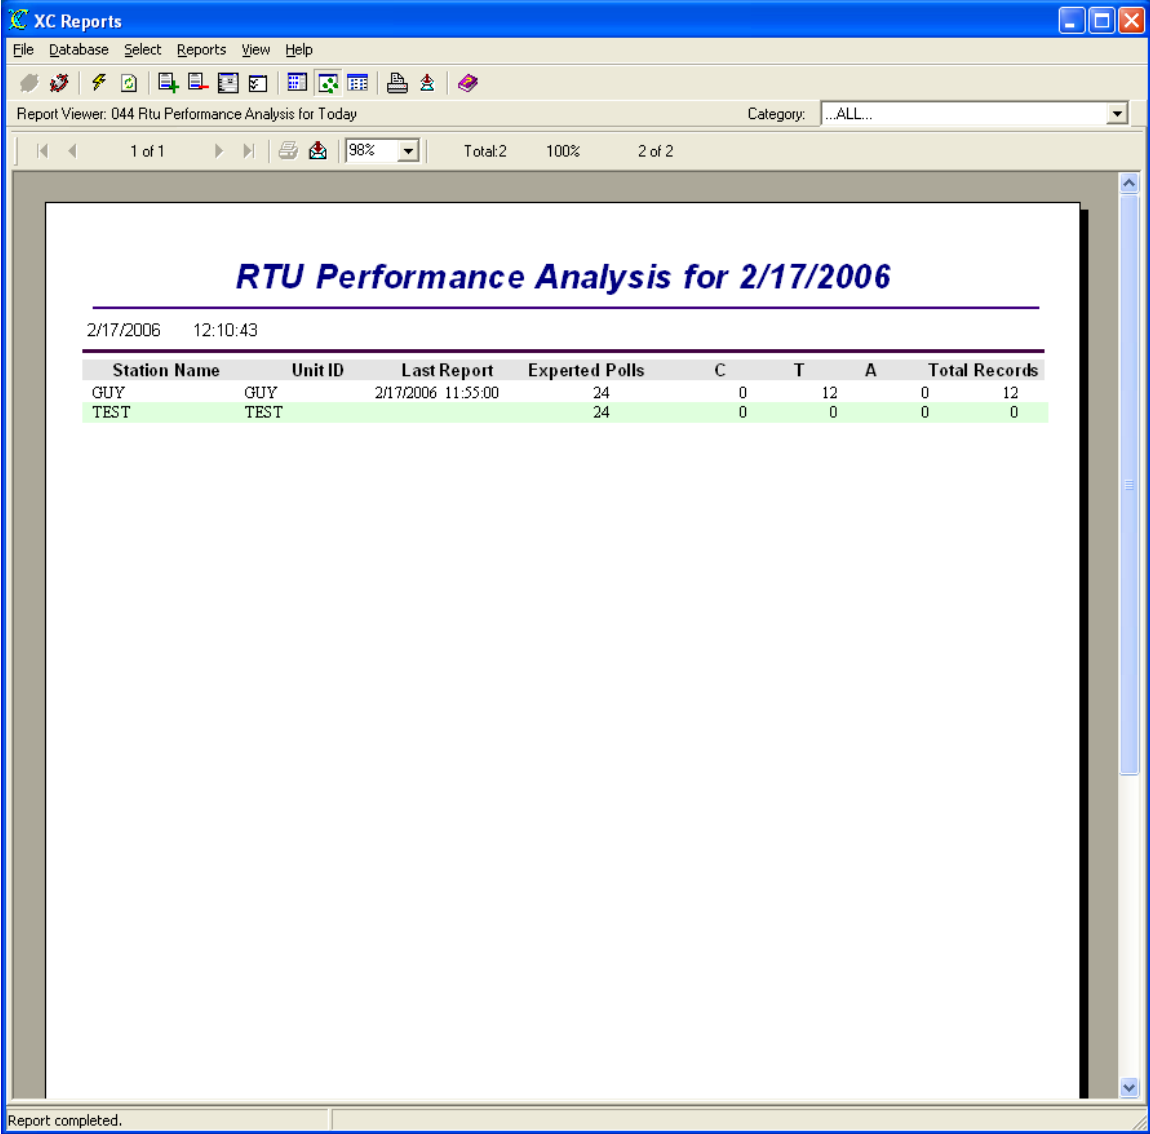 XC Reports
File Database Select Reports View Help
Report Viewer: 044 Rtu Performance Analysis for Today Category: ...ALL...
1 of 1 98% Total:2 100% 2 of 2
RTU Performance Analysis for 2/17/2006
2/17/2006 12:10:43
Station Name Unit ID Last Report Experted Polls C T A Total Records
GUY GUY 2/17/2006 11:55:00 24 0 12 0 12
TEST TEST 24 0 0 0 0
Report completed.